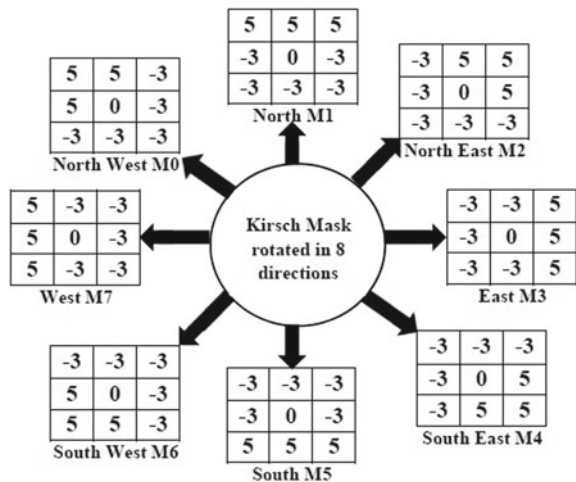 5 5 5
-3 0 -3
-3 -3 -3
North M1
5 5 -3
5 0 -3
-3 -3 -3
North West M0
-3 5 5
-3 0 5
-3 -3 -3
North East M2
5 -3 -3
5 0 -3
5 -3 -3
West M7
Kirsch Mask
rotated in 8
directions
-3 -3 5
-3 0 5
-3 -3 5
East M3
-3 -3 -3
5 0 -3
5 5 -3
South West M6
-3 -3 -3
-3 0 -3
5 5 5
South M5
-3 -3 -3
-3 0 5
-3 5 5
South East M4